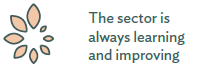 The sector is
always learning
and improving